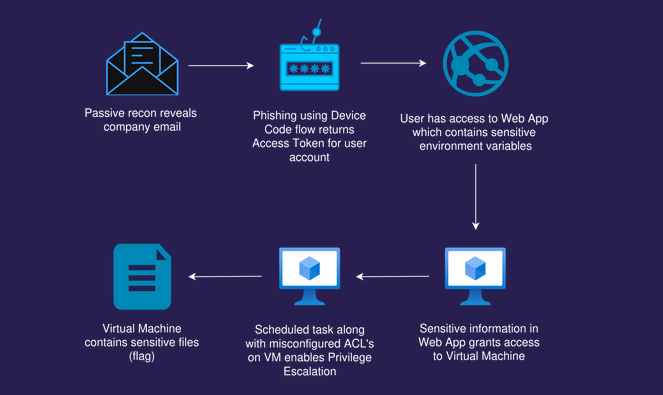 Passive recon reveals
company email
Phishing using Device
Code flow returns
Access Token for user
account
User has access to Web App
which contains sensitive
environment variables
Virtual Machine
contains sensitive files
(flag)
Scheduled task along
with misconfigured ACL's
on VM enables Privilege
Escalation
Sensitive information in
Web App grants access
to Virtual Machine